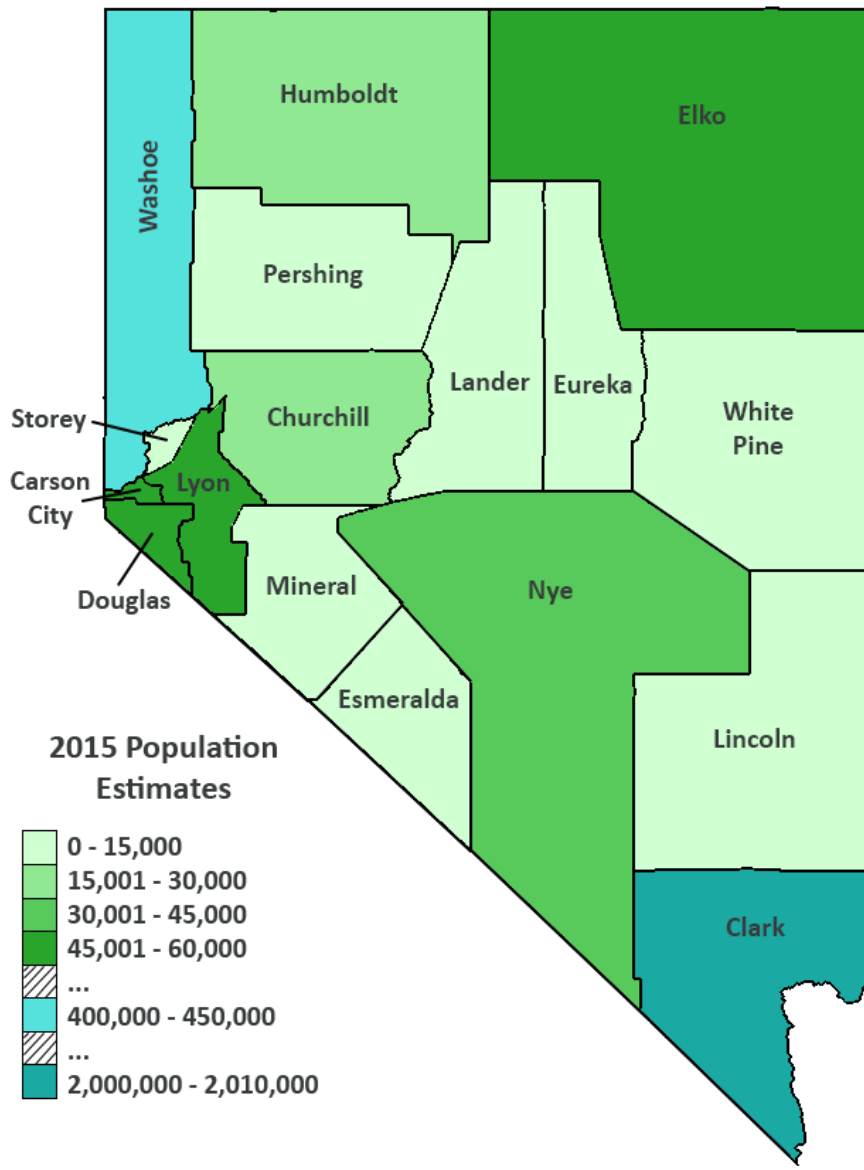 Humboldt
Elko
Washoe
Pershing
Lander
Eureka
Churchill
White
Pine
Storey
Carson
City
Lyon
Douglas
Mineral
Nye
Esmeralda
Lincoln
Clark
2015 Population
Estimates
0 - 15,000
15,001 - 30,000
30,001 - 45,000
45,001 - 60,000
...
400,000 - 450,000
...
2,000,000 - 2,010,000